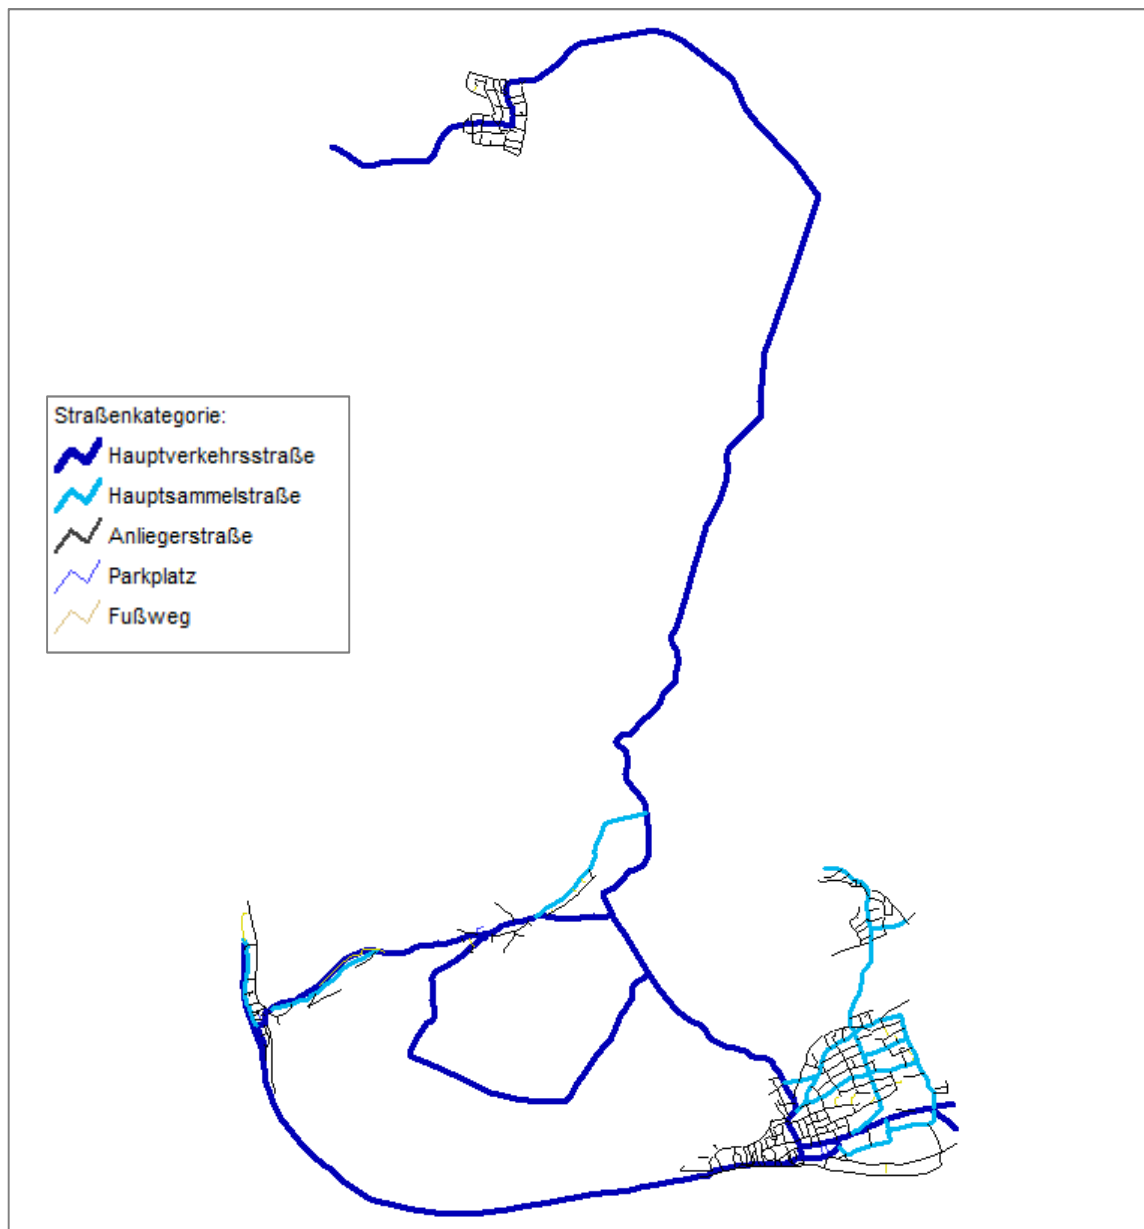 Straßenkategorie:
Hauptverkehrsstraße
Hauptsammelstraße
Anliegerstraße
Parkplatz
Fußweg